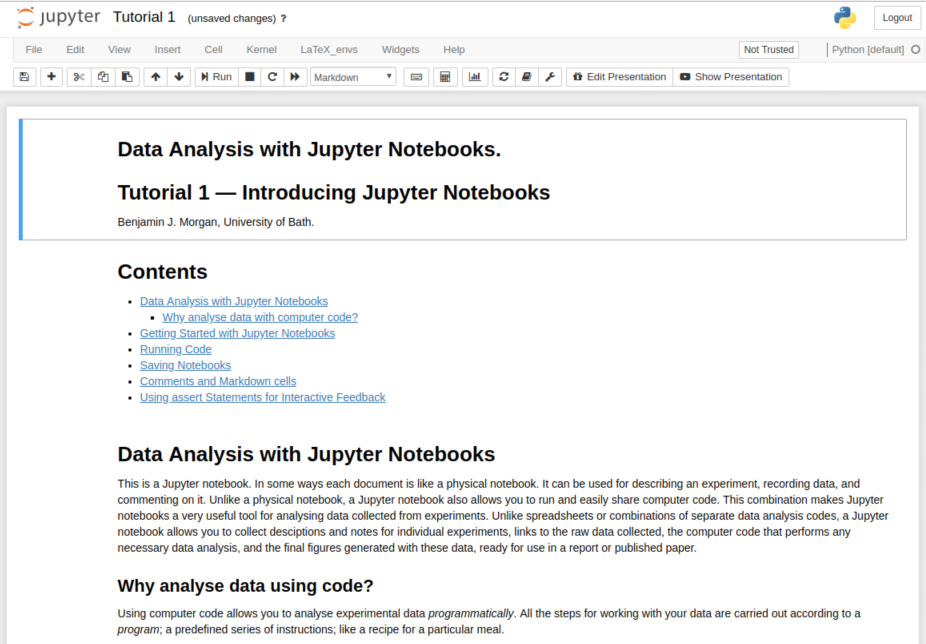 jupyter Tutorial 1 (unsaved changes) ? Logout
File Edit View Insert Cell Kernel LaTeX_envs Widgets Help Not Trusted Python [default]
Run Markdown Edit Presentation Show Presentation
Data Analysis with Jupyter Notebooks.
Tutorial 1 — Introducing Jupyter Notebooks
Benjamin J. Morgan, University of Bath.
Contents
Data Analysis with Jupyter Notebooks
Why analyse data with computer code?
Getting Started with Jupyter Notebooks
Running Code
Saving Notebooks
Comments and Markdown cells
Using assert Statements for Interactive Feedback
Data Analysis with Jupyter Notebooks
This is a Jupyter notebook. In some ways each document is like a physical notebook. It can be used for describing an experiment, recording data, and
commenting on it. Unlike a physical notebook, a Jupyter notebook also allows you to run and easily share computer code. This combination makes Jupyter
notebooks a very useful tool for analysing data collected from experiments. Unlike spreadsheets or combinations of separate data analysis codes, a Jupyter
notebook allows you to collect desciptions and notes for individual experiments, links to the raw data collected, the computer code that performs any
necessary data analysis, and the final figures generated with these data, ready for use in a report or published paper.
Why analyse data using code?
Using computer code allows you to analyse experimental data programmatically. All the steps for working with your data are carried out according to a
program; a predefined series of instructions; like a recipe for a particular meal.